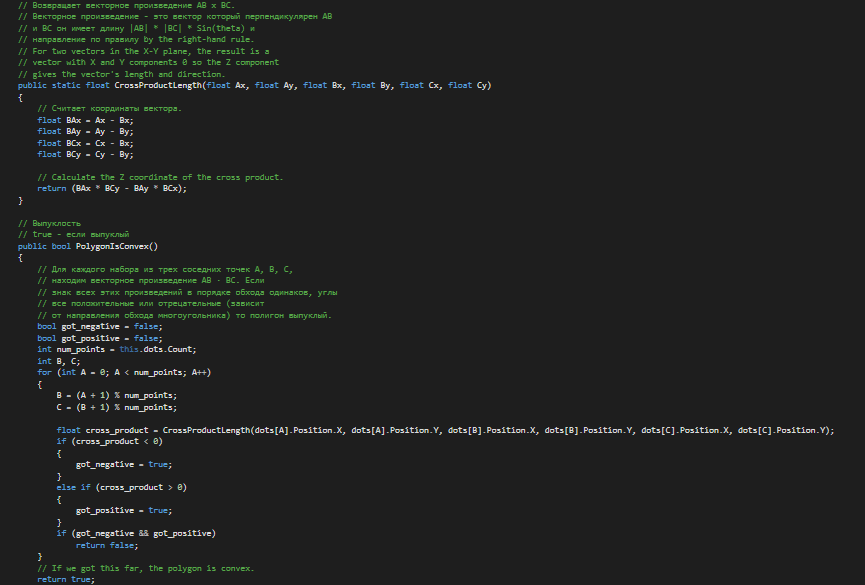 // Возвращает векторное произведение AB x BC.
// Векторное произведение - это вектор который перпендикулярен AB
// и BC он имеет длину |AB| * |BC| * Sin(theta) и
// направление по правилу by the right-hand rule.
// For two vectors in the X-Y plane, the result is a
// vector with X and Y components 0 so the Z component
// gives the vector's length and direction.
public static float CrossProductLength(float Ax, float Ay, float Bx, float By, float Cx, float Cy)
{
// Считает координаты вектора.
float BAx = Ax - Bx;
float BAy = Ay - By;
float BCx = Cx - Bx;
float BCy = Cy - By;
// Calculate the Z coordinate of the cross product.
return (BAx * BCy - BAy * BCx);
}
// Выпуклость
// true - если выпуклый
public bool PolygonIsConvex()
{
// Для каждого набора из трех соседних точек A, B, C,
// находим векторное произведение AB - BC. Если
// знак всех этих произведений в порядке обхода одинаков, углы
// все положительные или отрецательные (зависит
// от направления обхода многоугольника) то полигон выпуклый.
bool got_negative = false;
bool got_positive = false;
int num_points = this.dots.Count;
int B, C;
for (int A = 0; A < num_points; A++)
{
B = (A + 1) % num_points;
C = (B + 1) % num_points;
float cross_product = CrossProductLength(dots[A].Position.X, dots[A].Position.Y, dots[B].Position.X, dots[B].Position.Y, dots[C].Position.X, dots[C].Position.Y);
if (cross_product < 0)
{
got_negative = true;
}
else if (cross_product > 0)
{
got_positive = true;
}
if (got_negative && got_positive)
return false;
}
// If we got this far, the polygon is convex.
return true;